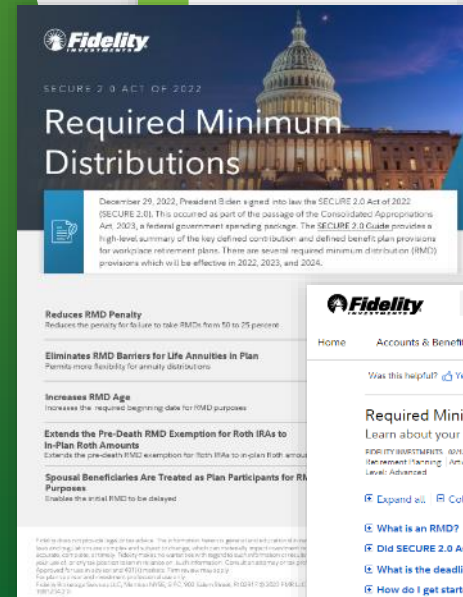 Fidelity
INVESTMENTS
SECURE 2.0 ACT OF 2022
Required Minimum
Distributions
December 29, 2022, President Biden signed into law the SECURE 2.0 Act of 2022
(SECURE 2.0). This occurred as part of the passage of the Consolidated Appropriations
Act, 2023, a federal government spending package. The SECURE 2.0 Guide provides a
high-level summary of the key defined contribution and defined benefit plan provisions
for workplace retirement plans. There are several required minimum distribution (RMD)
provisions which will be effective in 2022, 2023, and 2024.
Reduces RMD Penalty
Reduces the penalty for failure to take RMDs from 50 to 25 percent
Eliminates RMD Barriers for Life Annuities in Plan
Permits more flexibility for annuity distributions
Increases RMD Age
Increases the required beginning date for RMD purposes
Extends the Pre-Death RMD Exemption for Roth IRAs to
In-Plan Roth Amounts
Extends the pre-death RMD exemption for Roth IRAs to in-plan Roth amou
Spousal Beneficiaries Are Treated as Plan Participants for RM
Purposes
Enables the initial RMD to be delayed
Fidelity
INVESTMENTS
Home Accounts & Benefit
Was this helpful? Ye
Required Mini
Learn about your
FIDELITY INVESTMENTS
Retirement Planning
Level: Advanced
Expand all Col
What is an RMD?
Did SECURE 2.0 A
What is the deadli
How do I get start